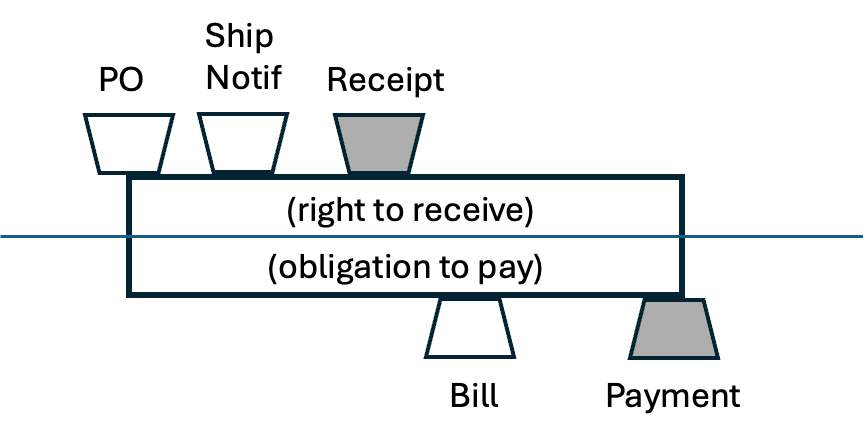 PO
Ship
Notif
Receipt
(right to receive)
(obligation to pay)
Bill
Payment